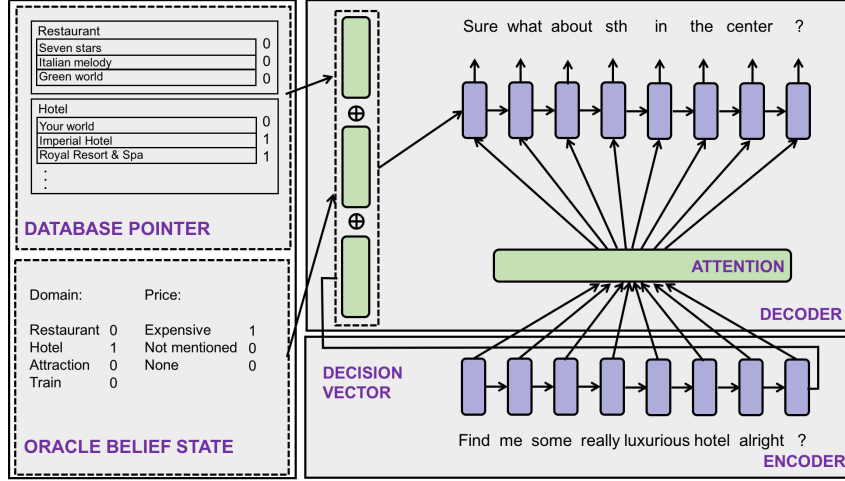 Restaurant
Seven stars 0
Italian melody 0
Green world 0
Hotel
Your world 0
Imperial Hotel 1
Royal Resort & Spa 1
.
.
.
DATABASE POINTER
Domain: Price:
Restaurant 0 Expensive 1
Hotel 1 Not mentioned 0
Attraction 0 None 0
Train 0
ORACLE BELIEF STATE
Sure what about sth in the center ?
ATTENTION
DECODER
DECISION
VECTOR
Find me some really luxurious hotel alright ?
ENCODER